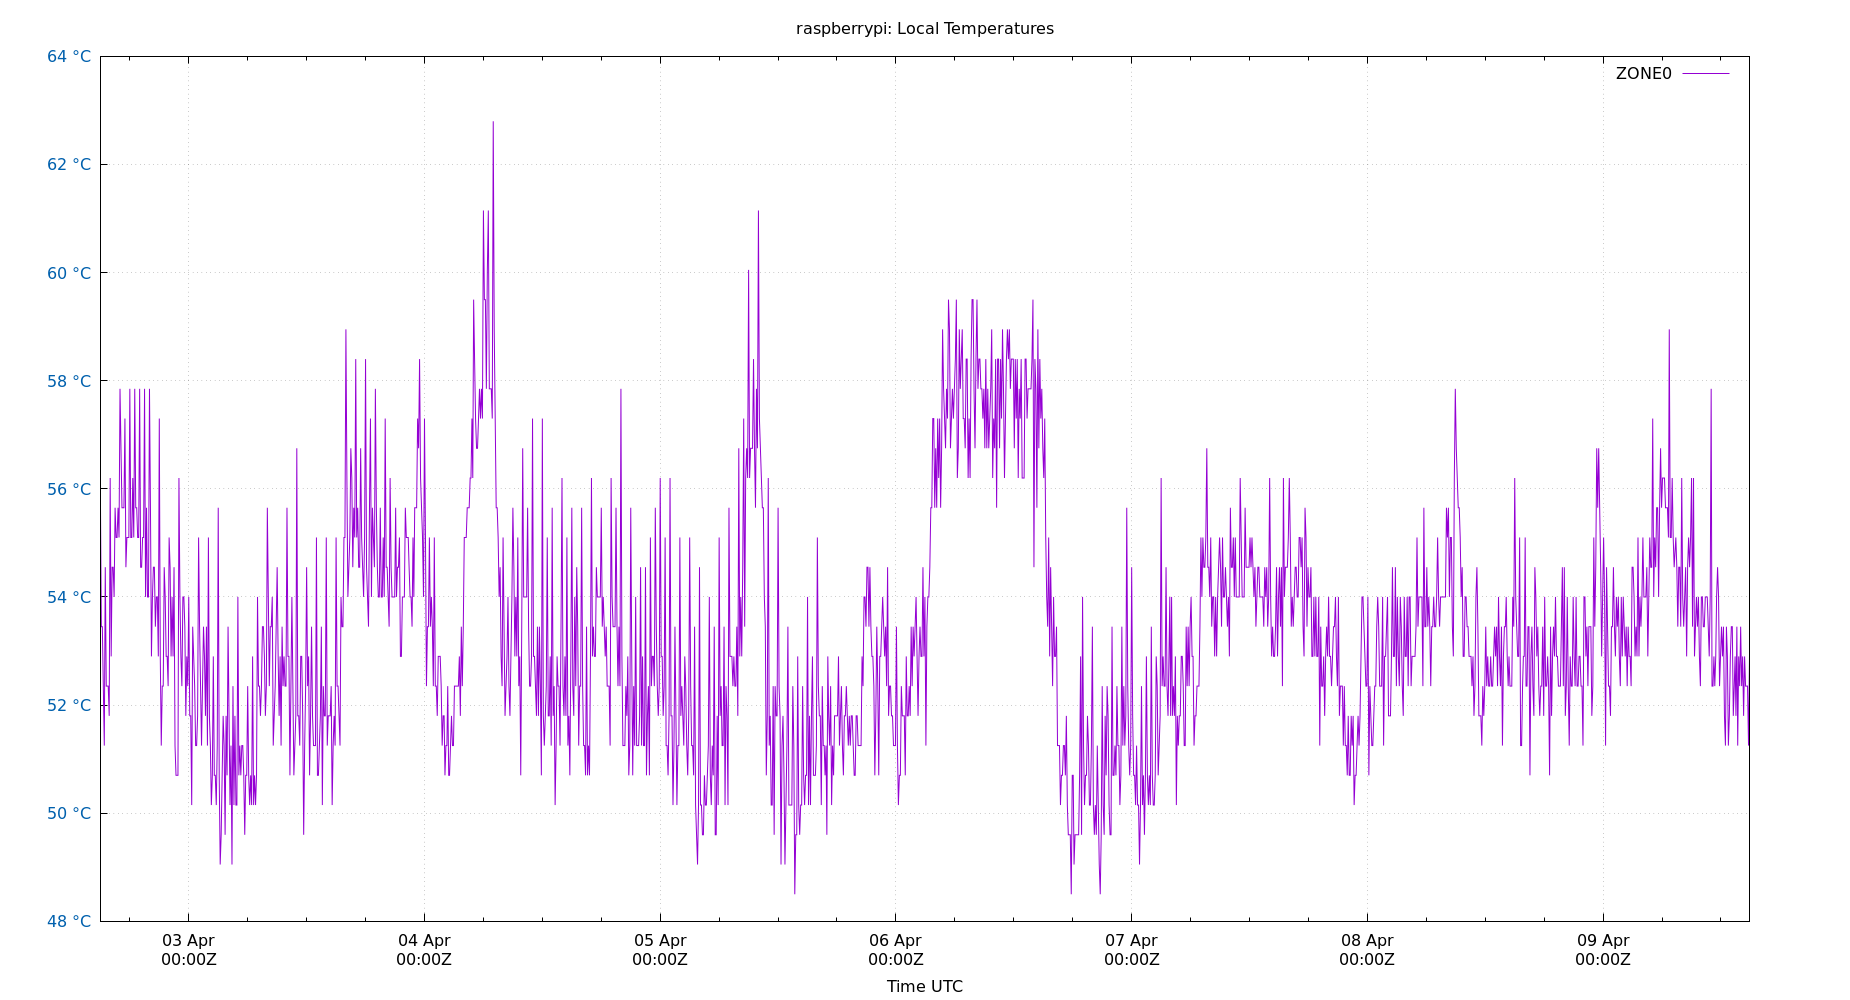 raspberrypi: Local Temperatures
64 °C
ZONE0
62 °C
60 °C
58 °C
56 °C
54 °C
52 °C
50 °C
48 °C
03 Apr 04 Apr 05 Apr 06 Apr 07 Apr 08 Apr 09 Apr
00:00Z 00:00Z 00:00Z 00:00Z 00:00Z 00:00Z 00:00Z
Time UTC